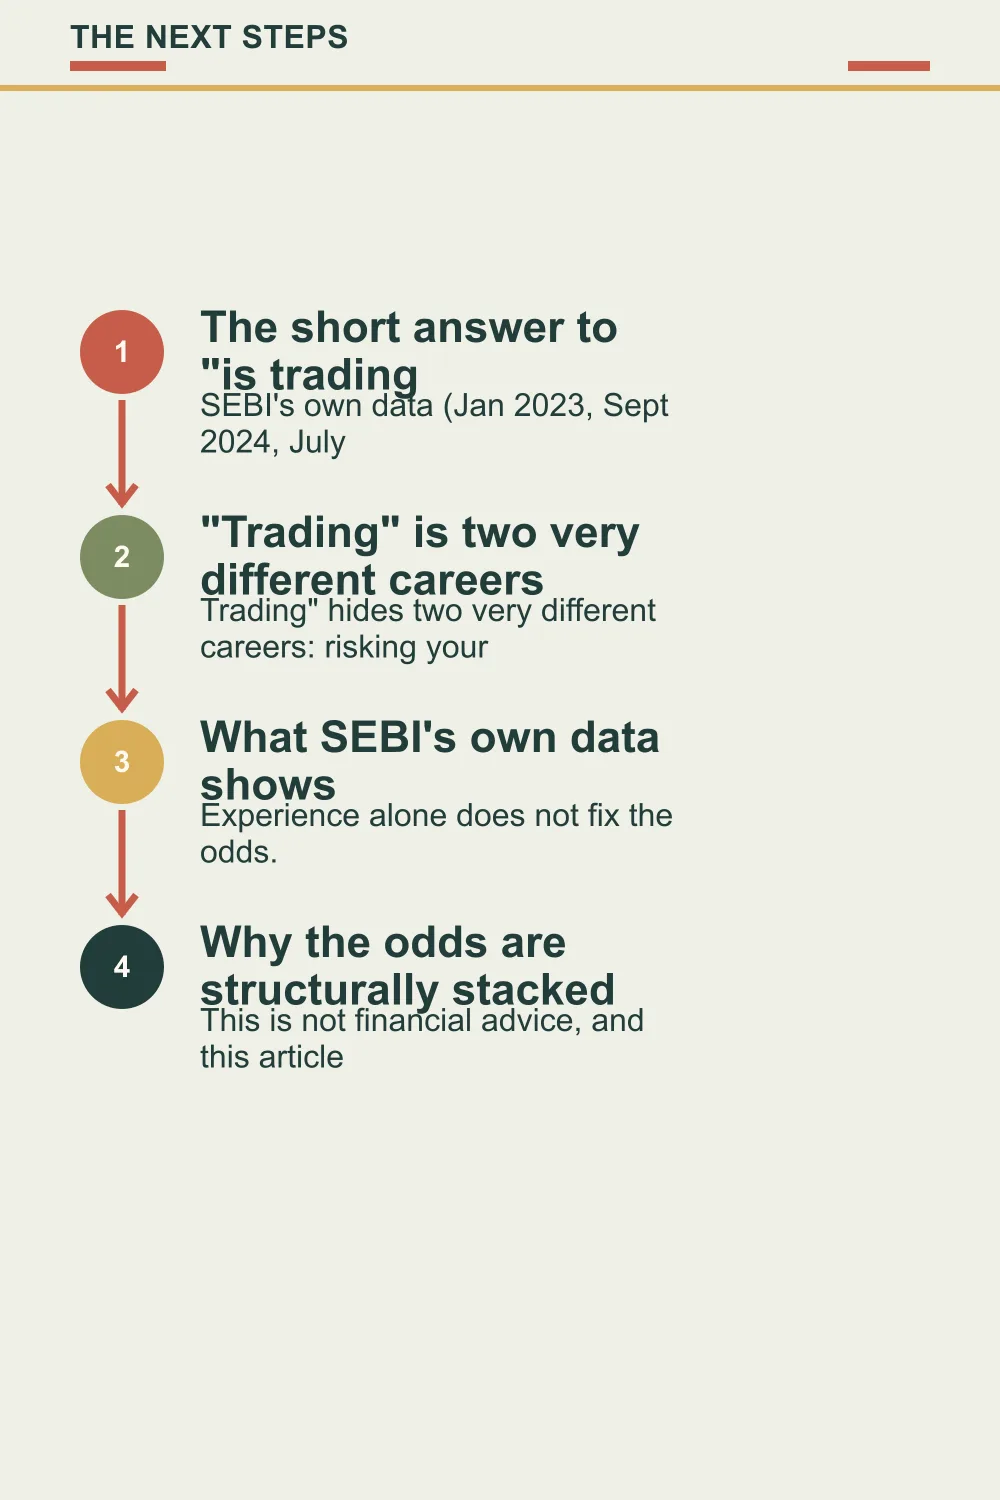 THE NEXT STEPS
1
The short answer to
"is trading
SEBI's own data (Jan 2023, Sept
2024, July
2
"Trading" is two very
different careers
Trading" hides two very different
careers: risking your
3
What SEBI's own data
shows
Experience alone does not fix the
odds.
4
Why the odds are
structurally stacked
This is not financial advice, and
this article